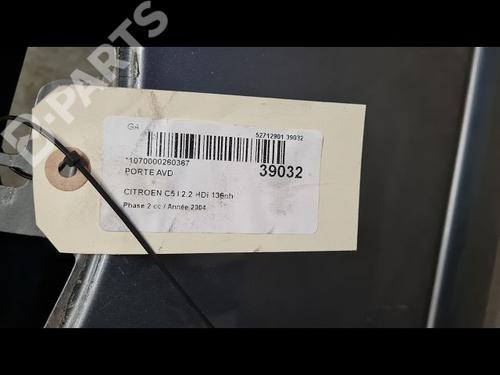 B-PARTS
GA
52712901 39032
*1070000260367
PORTE AVD
39032
CITROEN C5 I 2.2 HDi 136ch
Phase 2 cc / Année 2004